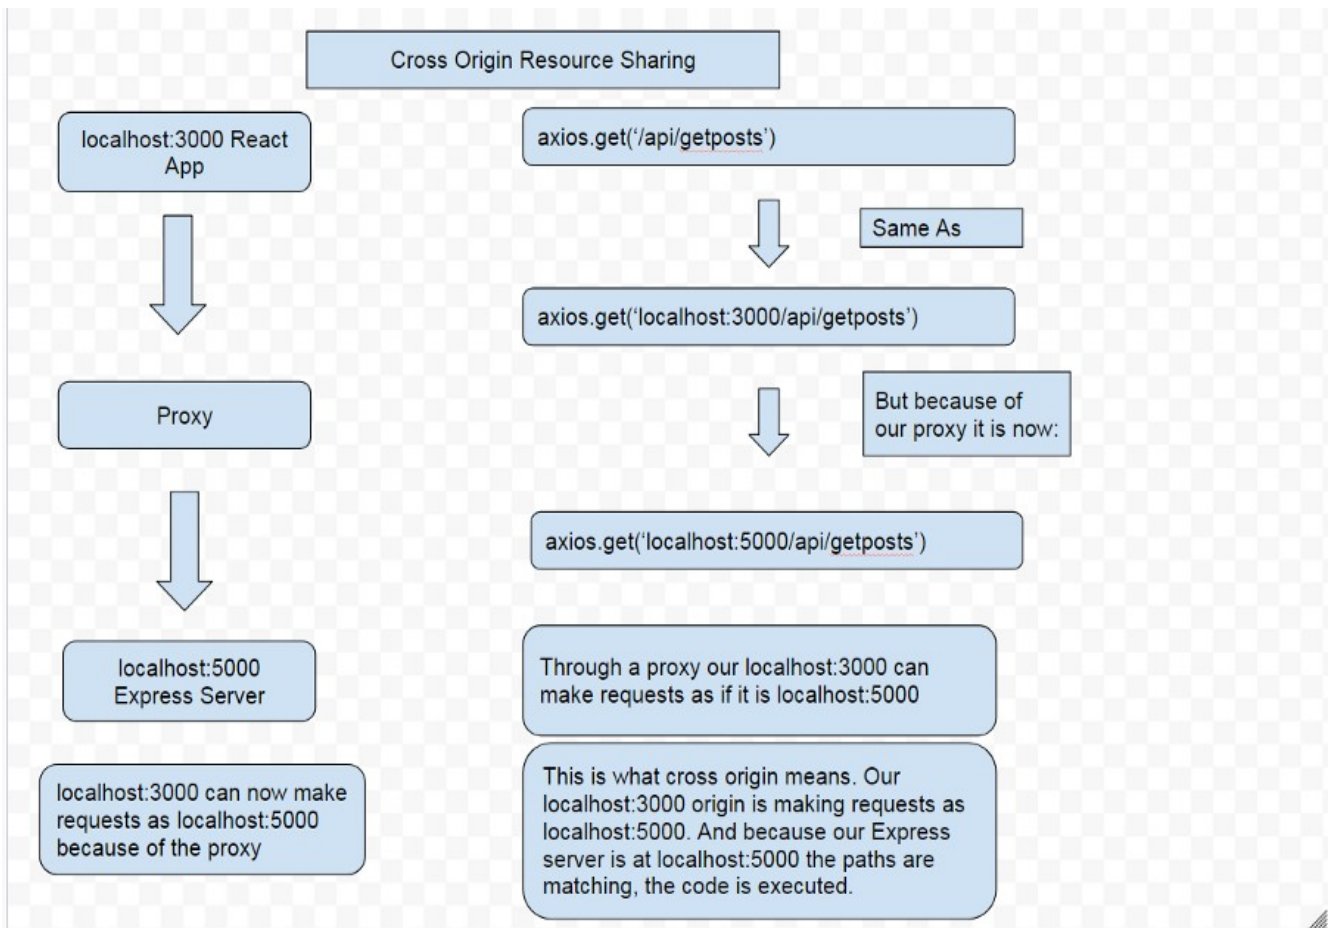 Cross Origin Resource Sharing
localhost:3000 React
App
Proxy
localhost:5000
Express Server
localhost:3000 can now make
requests as localhost:5000
because of the proxy
axios.get(‘/api/getposts’)
Same As
axios.get(‘localhost:3000/api/getposts’)
But because of
our proxy it is now:
axios.get(‘localhost:5000/api/getposts’)
Through a proxy our localhost:3000 can
make requests as if it is localhost:5000
This is what cross origin means. Our
localhost:3000 origin is making requests as
localhost:5000. And because our Express
server is at localhost:5000 the paths are
matching, the code is executed.